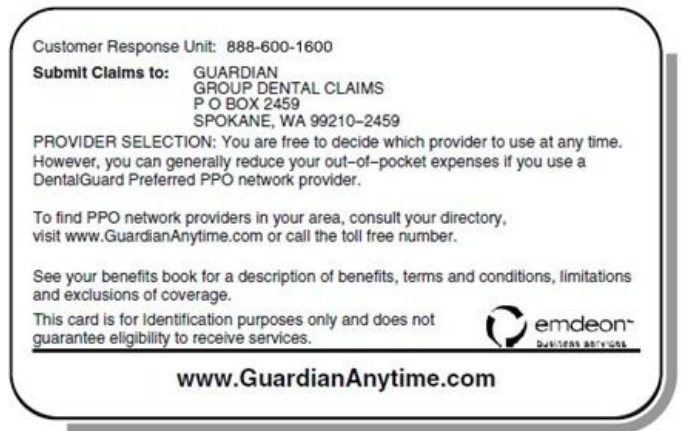 Customer Response Unit: 888-600-1600
Submit Claims to: GUARDIAN
GROUP DENTAL CLAIMS
P O BOX 2459
SPOKANE, WA 99210–2459
PROVIDER SELECTION: You are free to decide which provider to use at any time.
However, you can generally reduce your out–of–pocket expenses if you use a
DentalGuard Preferred PPO network provider.
To find PPO network providers in your area, consult your directory,
visit www.GuardianAnytime.com or call the toll free number.
See your benefits book for a description of benefits, terms and conditions, limitations
and exclusions of coverage.
This card is for Identification purposes only and does not
guarantee eligibility to receive services.
emdeon™
business services
www.GuardianAnytime.com